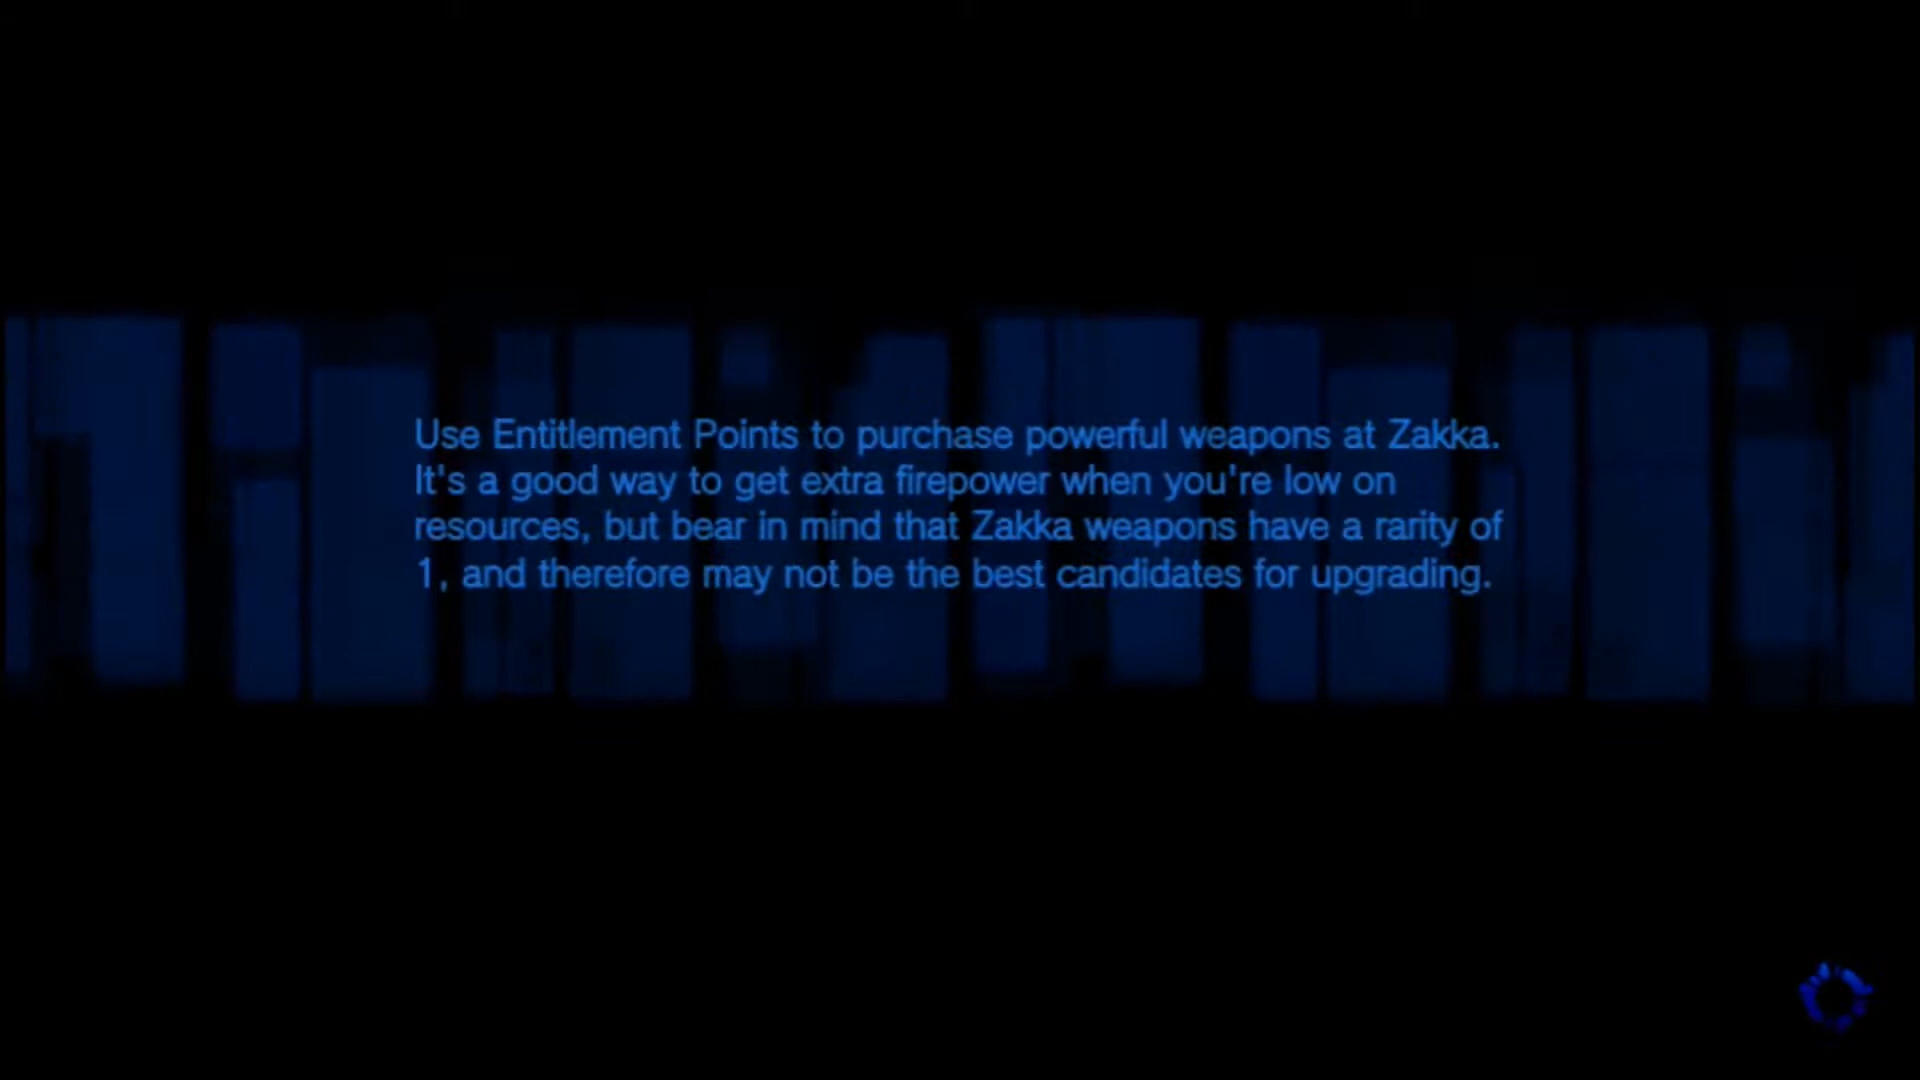 Use Entitlement Points to purchase powerful weapons at Zakka.
It's a good way to get extra firepower when you're low on
resources, but bear in mind that Zakka weapons have a rarity of
1, and therefore may not be the best candidates for upgrading.